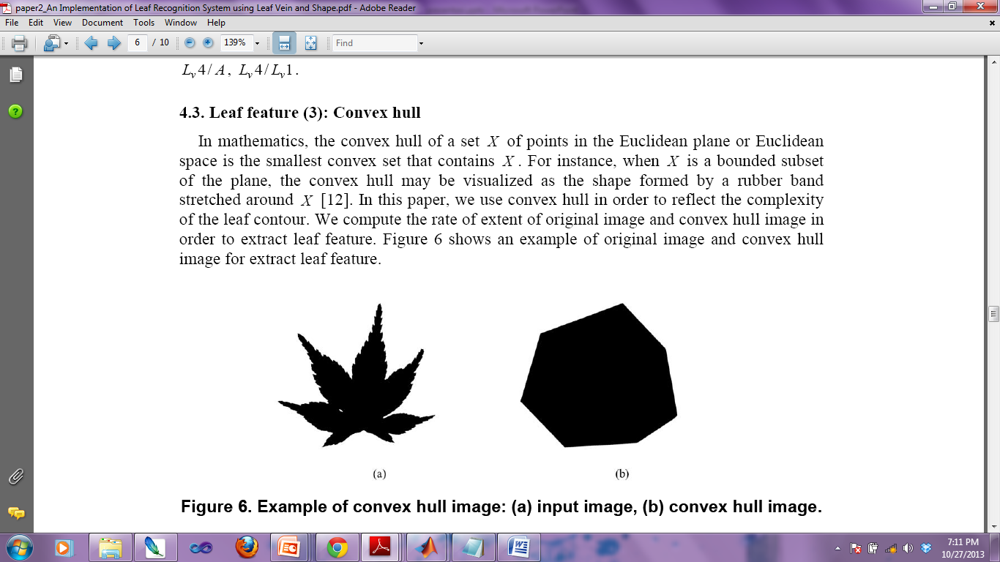 paper2_An Implementation of Leaf Recognition System using Leaf Vein and Shape.pdf - Adobe Reader
File Edit View Document Tools Window Help
6 / 10 139% Find
Lv4/A, Lv4/Lv1.
4.3. Leaf feature (3): Convex hull
In mathematics, the convex hull of a set X of points in the Euclidean plane or Euclidean
space is the smallest convex set that contains X. For instance, when X is a bounded subset
of the plane, the convex hull may be visualized as the shape formed by a rubber band
stretched around X [12]. In this paper, we use convex hull in order to reflect the complexity
of the leaf contour. We compute the rate of extent of original image and convex hull image in
order to extract leaf feature. Figure 6 shows an example of original image and convex hull
image for extract leaf feature.
(a) (b)
Figure 6. Example of convex hull image: (a) input image, (b) convex hull image.
7:11 PM
10/27/2013